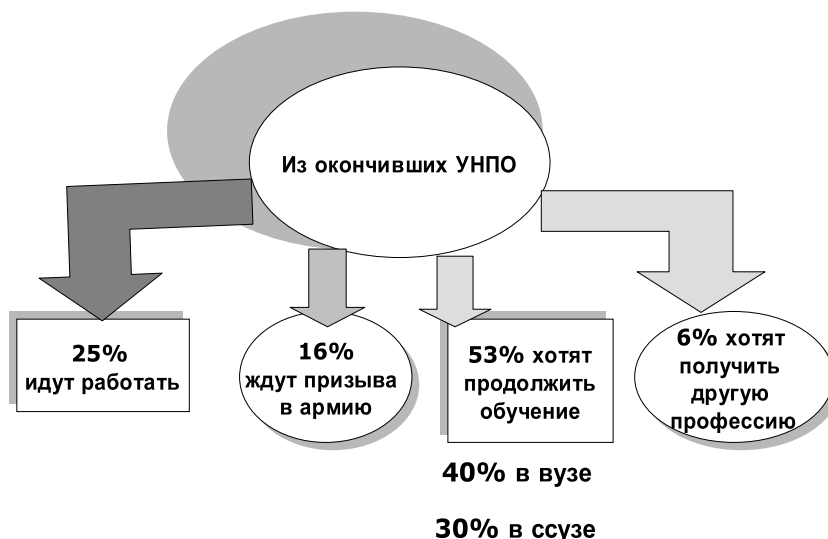 Из окончивших УНПО
25%
идут работать
16%
ждут призыва
в армию
53% хотят
продолжить
обучение
6% хотят
получить
другую
профессию
40% в вузе
30% в ссузе